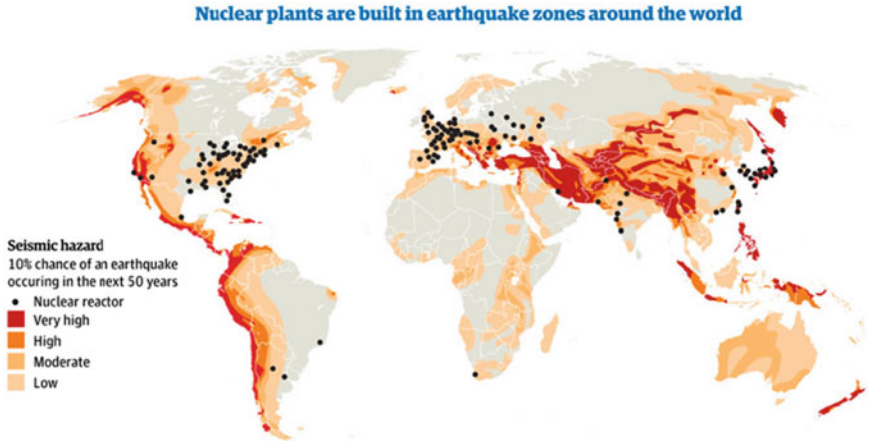 Nuclear plants are built in earthquake zones around the world
Seismic hazard
10% chance of an earthquake
occuring in the next 50 years
Nuclear reactor
Very high
High
Moderate
Low